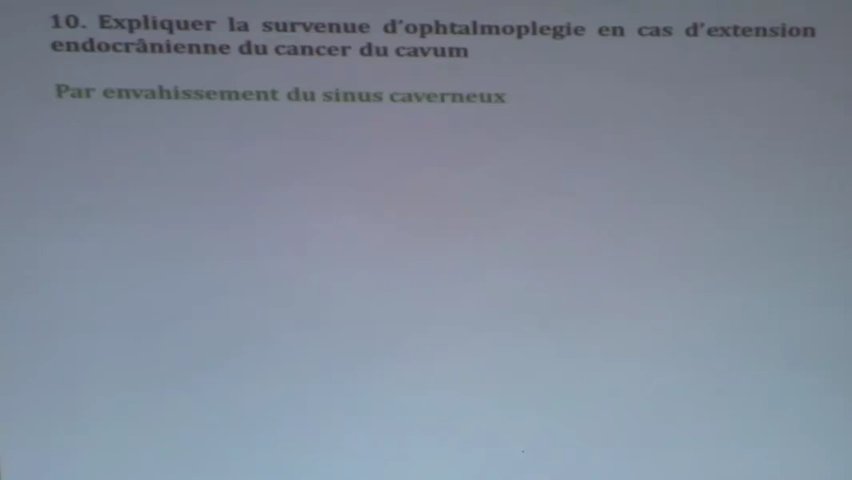 10. Expliquer la survenue d'ophtalmoplegie en cas d'extension
endocrânienne du cancer du cavum
Par envahissement du sinus caverneux